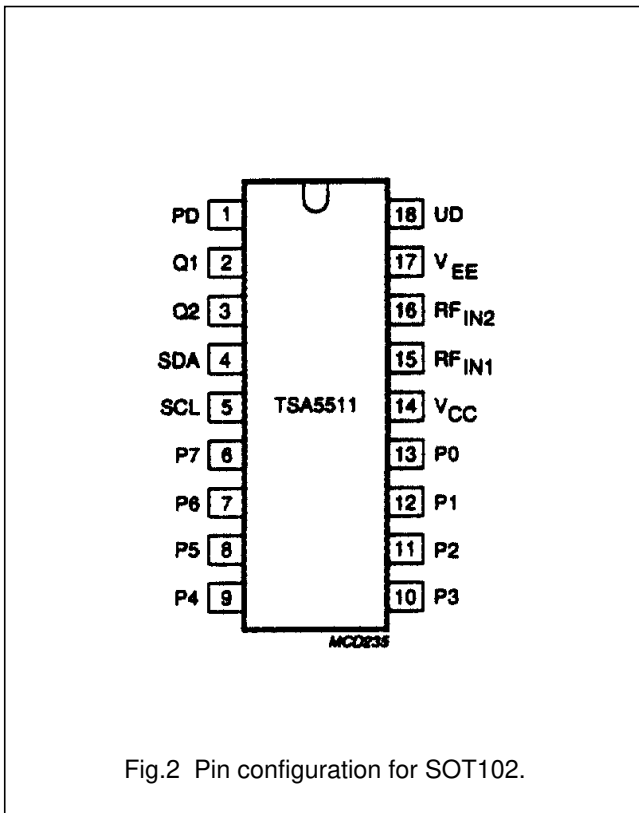 PD 1 18 UD
Q1 2 17 VEE
Q2 3 16 RFIN2
SDA 4 15 RFIN1
SCL 5 TSA5511 14 VCC
P7 6 13 P0
P6 7 12 P1
P5 8 11 P2
P4 9 10 P3
MCD235
Fig.2 Pin configuration for SOT102.